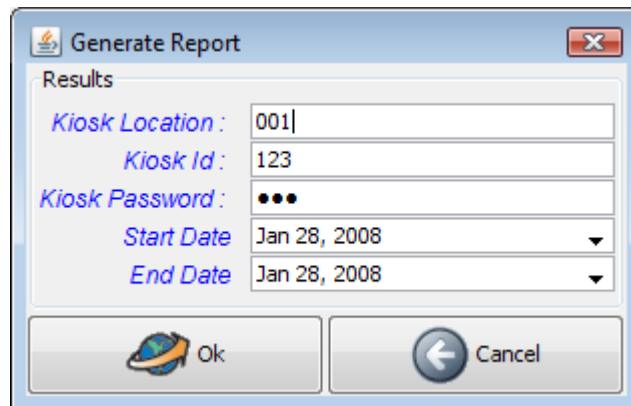 Generate Report
Results
Kiosk Location : 001
Kiosk Id : 123
Kiosk Password : •••
Start Date Jan 28, 2008
End Date Jan 28, 2008
Ok Cancel